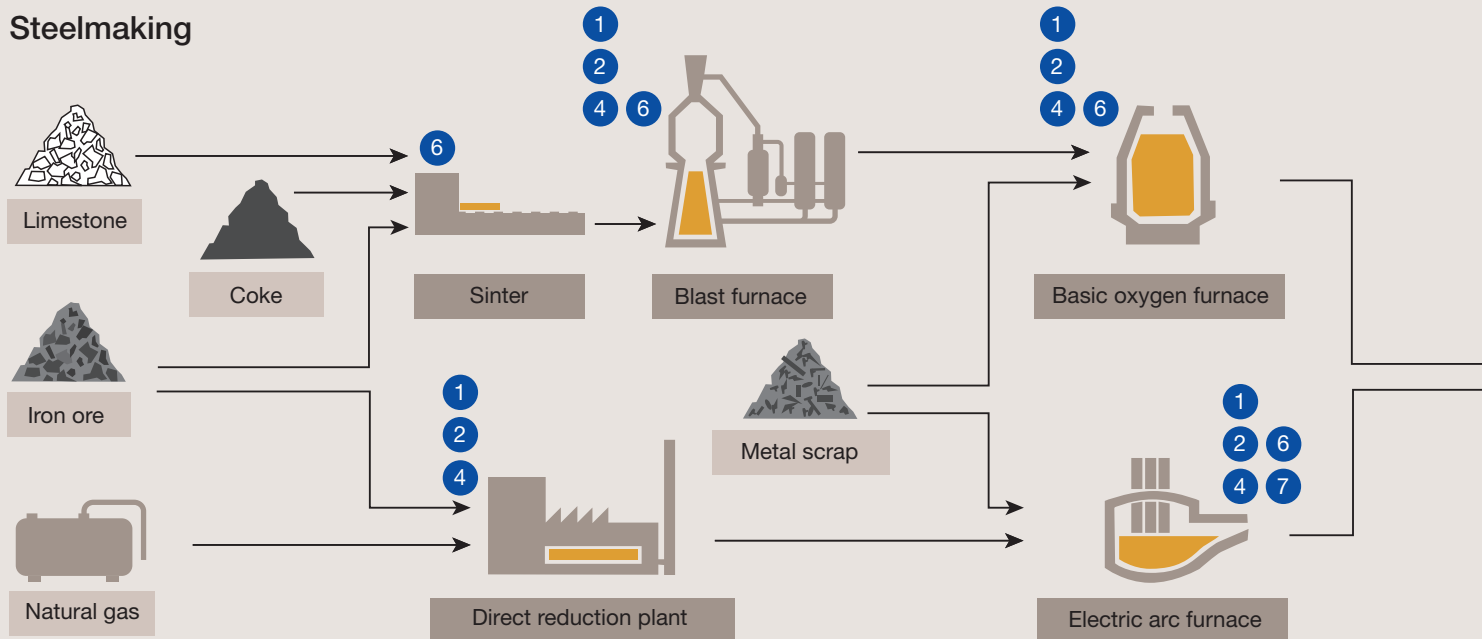 Steelmaking
1
2
4 6
1
2
4 6
6
Limestone
Coke
Sinter
Blast furnace
Basic oxygen furnace
Iron ore
1
2
4
Metal scrap
1
2 6
4 7
Natural gas
Direct reduction plant
Electric arc furnace